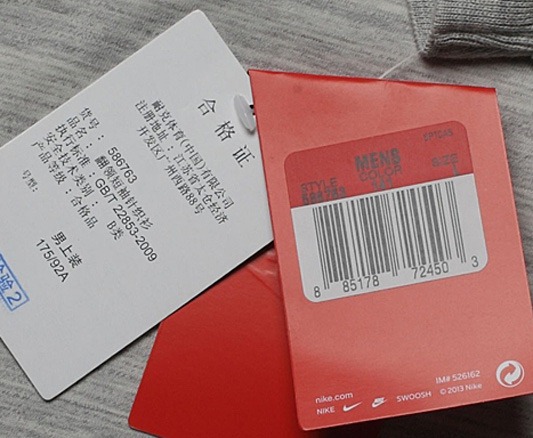 合格证
耐克体育(中国)有限公司
注册地址:江苏省太仓经济
开发区广州西路88号
货号: 586763
品名: 翻领短袖针织衫
执行标准: GB/T 22853-2009
安全技术类别: B类
产品等级: 合格品
号型: 男上装
175/92A
检验2
MENS
STYLE COLOR SIZE
8 85178 72450 3
IM# 526162
nike.com © 2013 Nike
NIKE SWOOSH